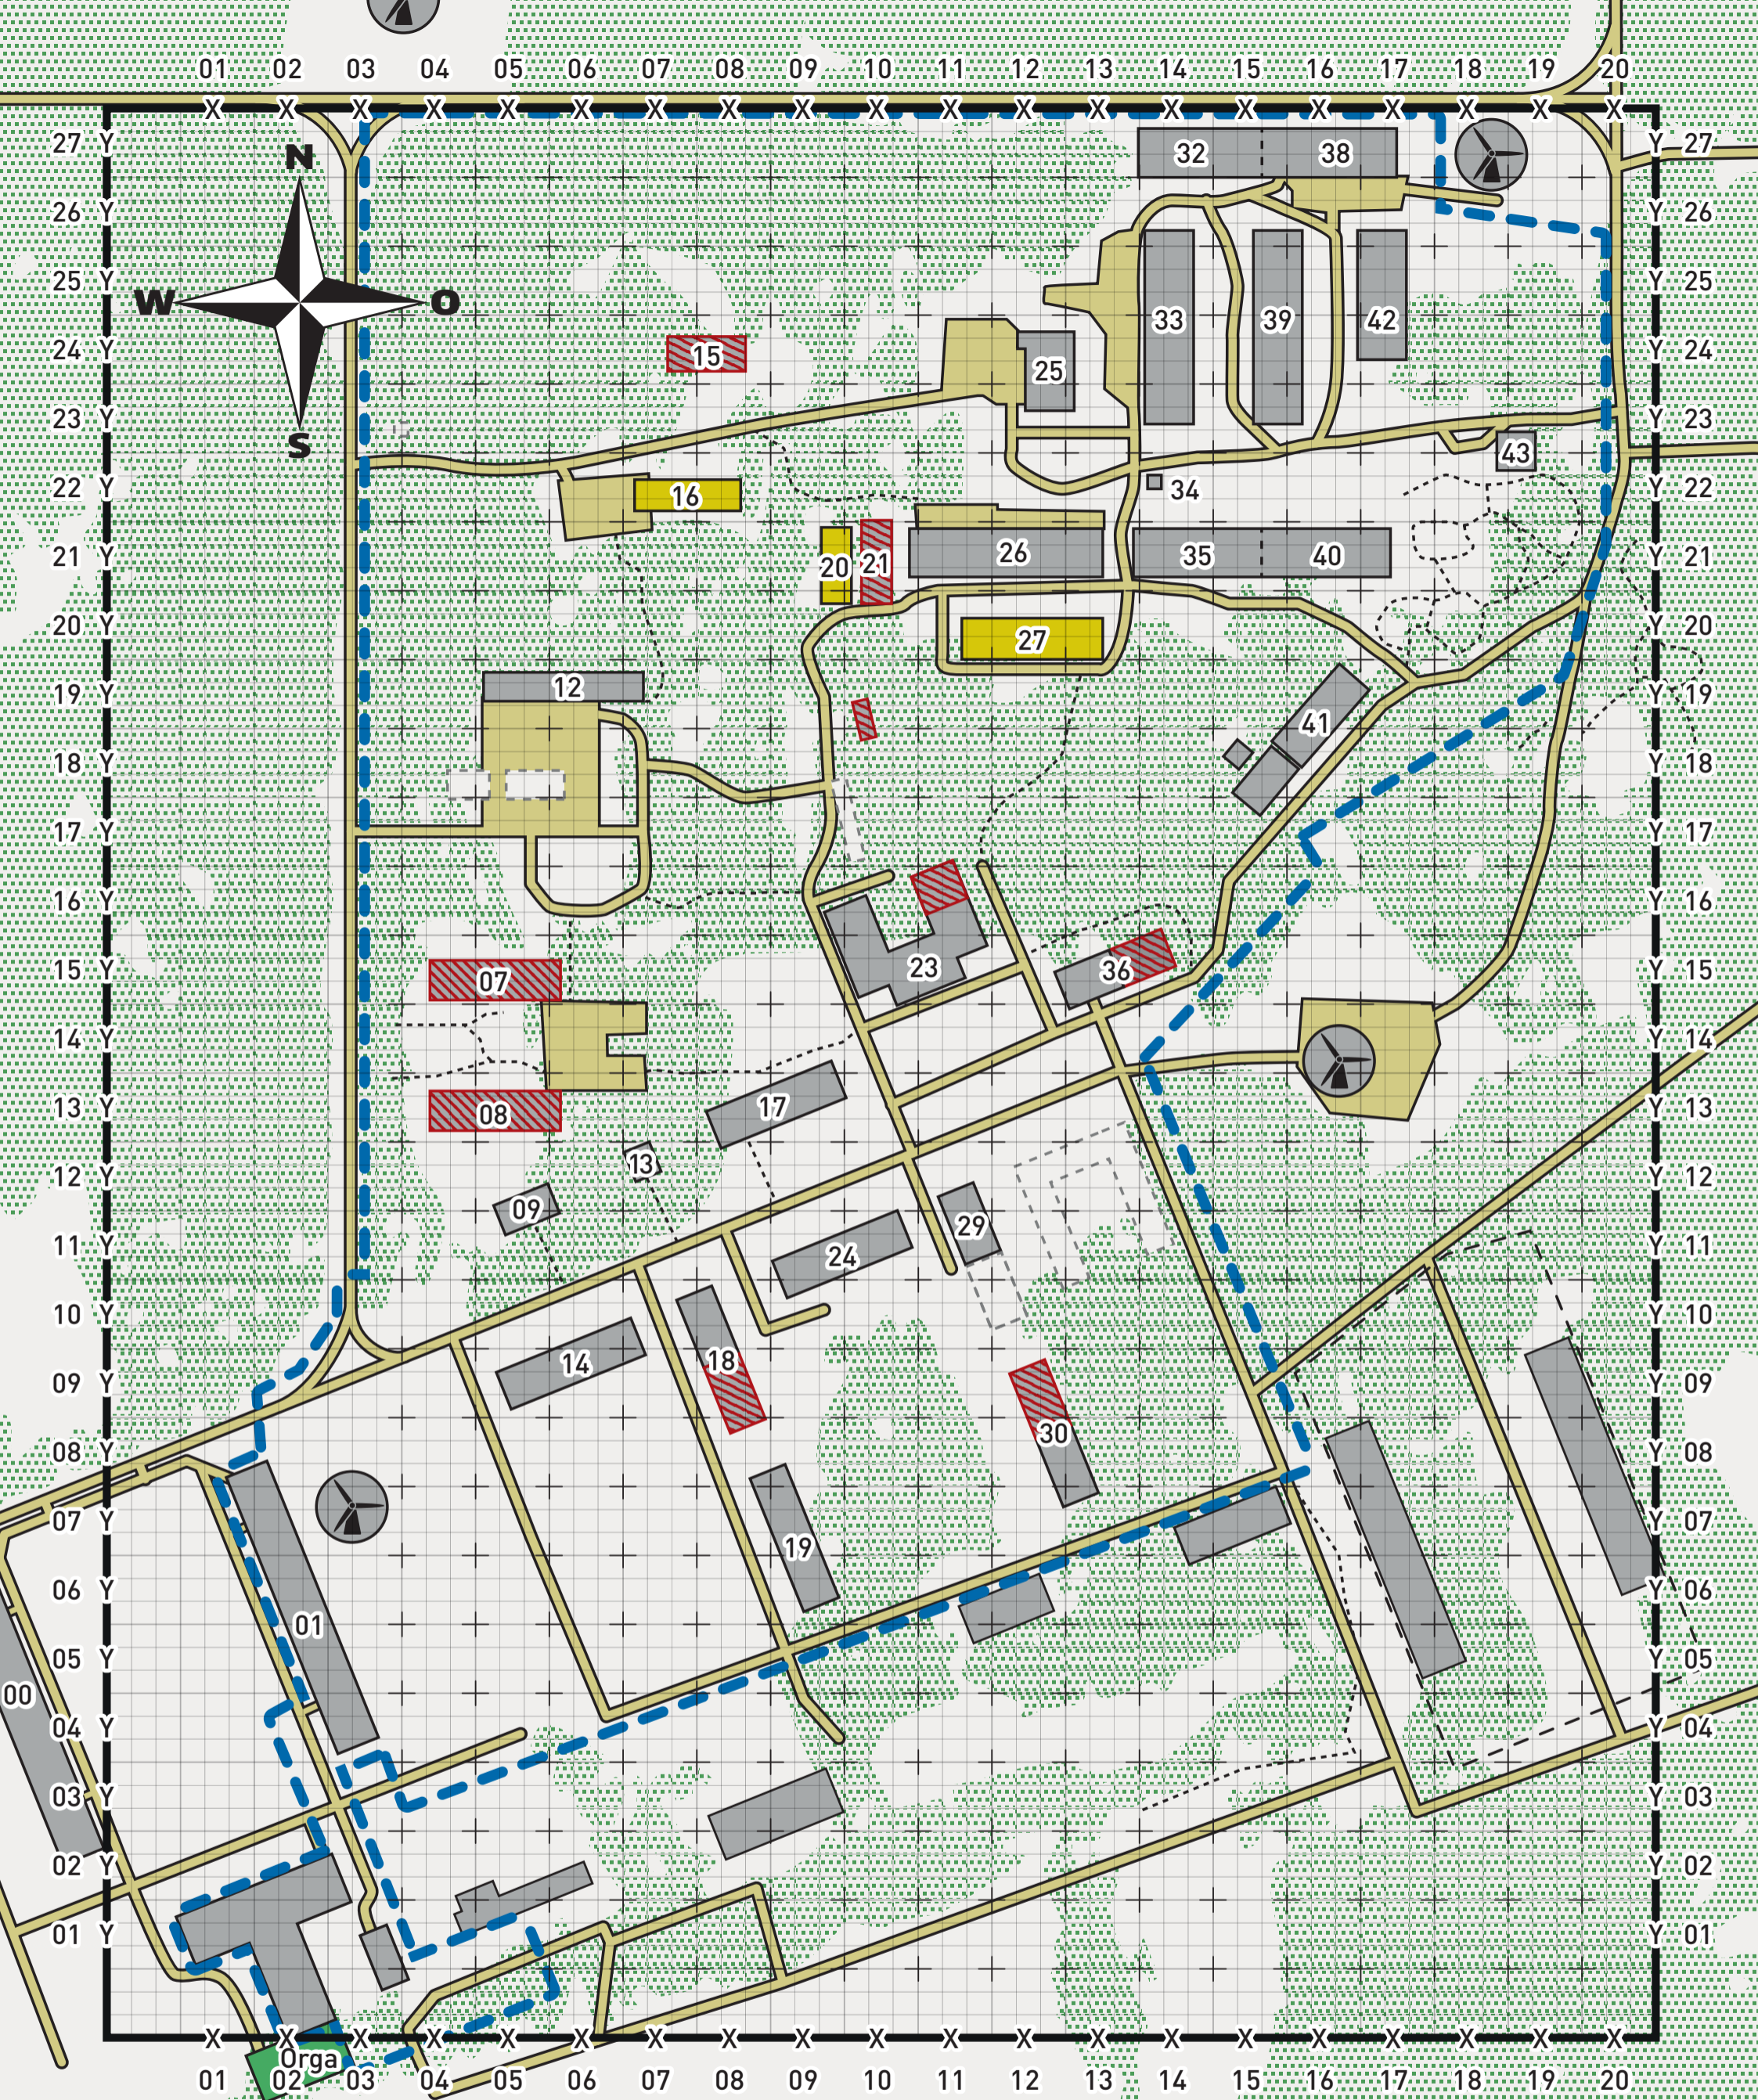 01 02 03 04 05 06 07 08 09 10 11 12 13 14 15 16 17 18 19 20
X X X X X X X X X X X X X X X X X X X X
27 Y Y 27
32 38
N
26 Y Y 26
25 Y Y 25
W O
33 39 42
24 Y Y 24
15
25
23 Y Y 23
S
43
22 Y Y 22
16
34
21 Y Y 21
20 21 26 35 40
20 Y Y 20
27
19 Y Y 19
12
41
18 Y Y 18
17 Y Y 17
16 Y Y 16
15 Y Y 15
07 23 36
14 Y Y 14
13 Y Y 13
08 17
13
12 Y Y 12
09
29
11 Y Y 11
24
10 Y Y 10
14 18
09 Y Y 09
30
08 Y Y 08
07 Y Y 07
19
06 Y Y 06
01
05 Y Y 05
00
04 Y Y 04
03 Y Y 03
02 Y Y 02
01 Y Y 01
X X X X X X X X X X X X X X X X X X X X
Orga
01 02 03 04 05 06 07 08 09 10 11 12 13 14 15 16 17 18 19 20